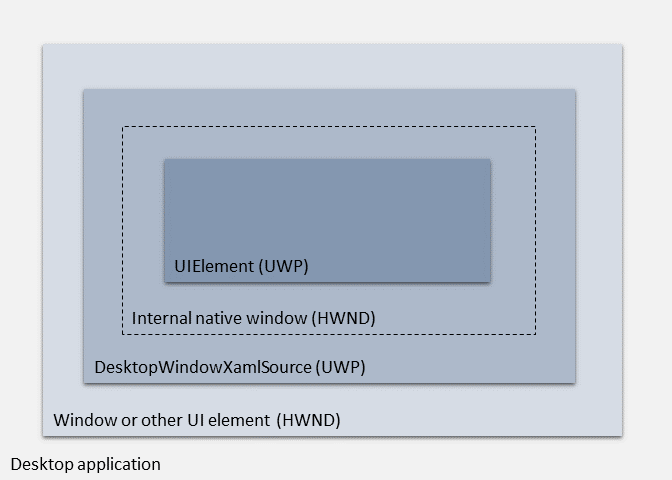 UIElement (UWP)
Internal native window (HWND)
DesktopWindowXamlSource (UWP)
Window or other UI element (HWND)
Desktop application